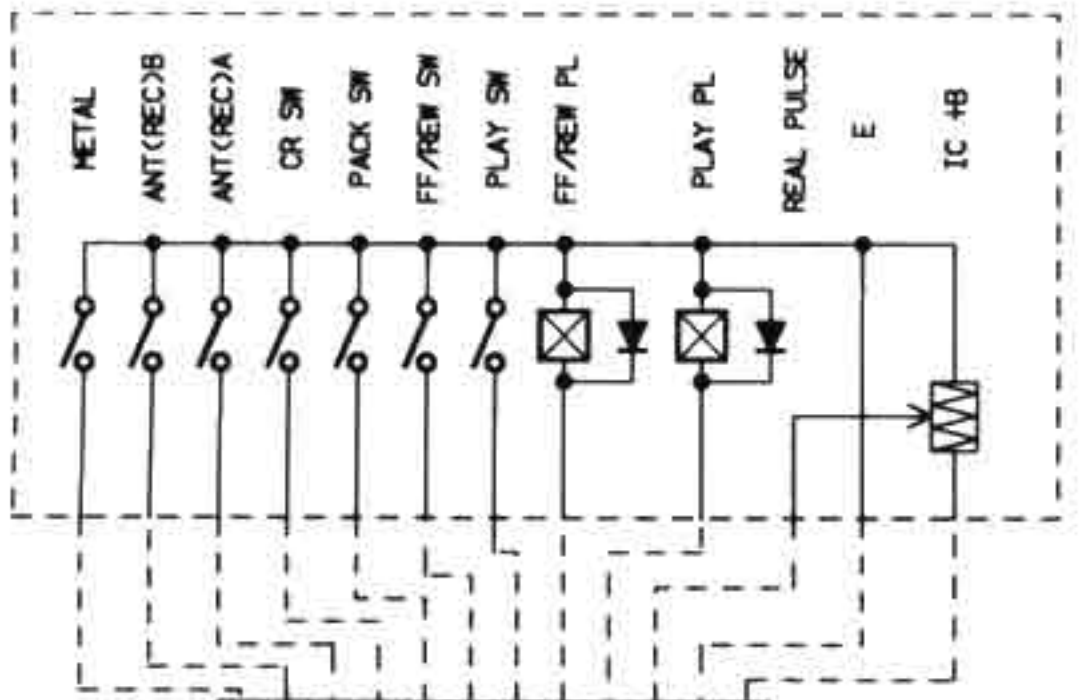 METAL
ANT(REC)B
ANT(REC)A
CR SW
PACK SW
FF/REW SW
PLAY SW
FF/REW PL
PLAY PL
REAL PULSE
E
IC +B